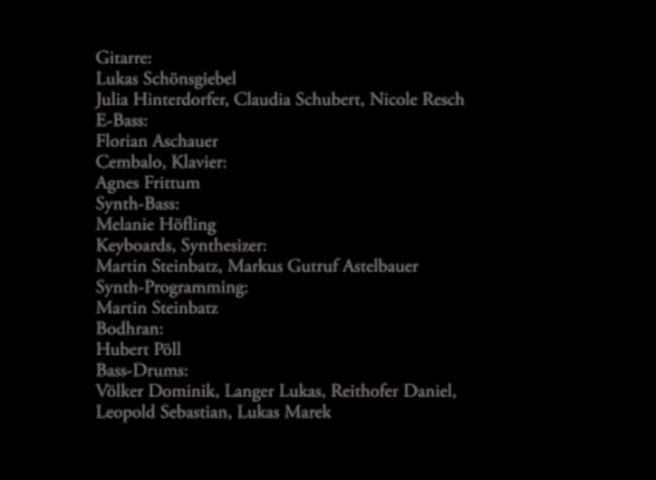 Gitarre:
Lukas Schönsgiebel
Julia Hinterdorfer, Claudia Schubert, Nicole Resch
E-Bass:
Florian Aschauer
Cembalo, Klavier:
Agnes Frittum
Synth-Bass:
Melanie Höfling
Keyboards, Synthesizer:
Martin Steinbatz, Markus Gutruf Astelbauer
Synth-Programming:
Martin Steinbatz
Bodhran:
Hubert Pöll
Bass-Drums:
Völker Dominik, Langer Lukas, Reithofer Daniel,
Leopold Sebastian, Lukas Marek